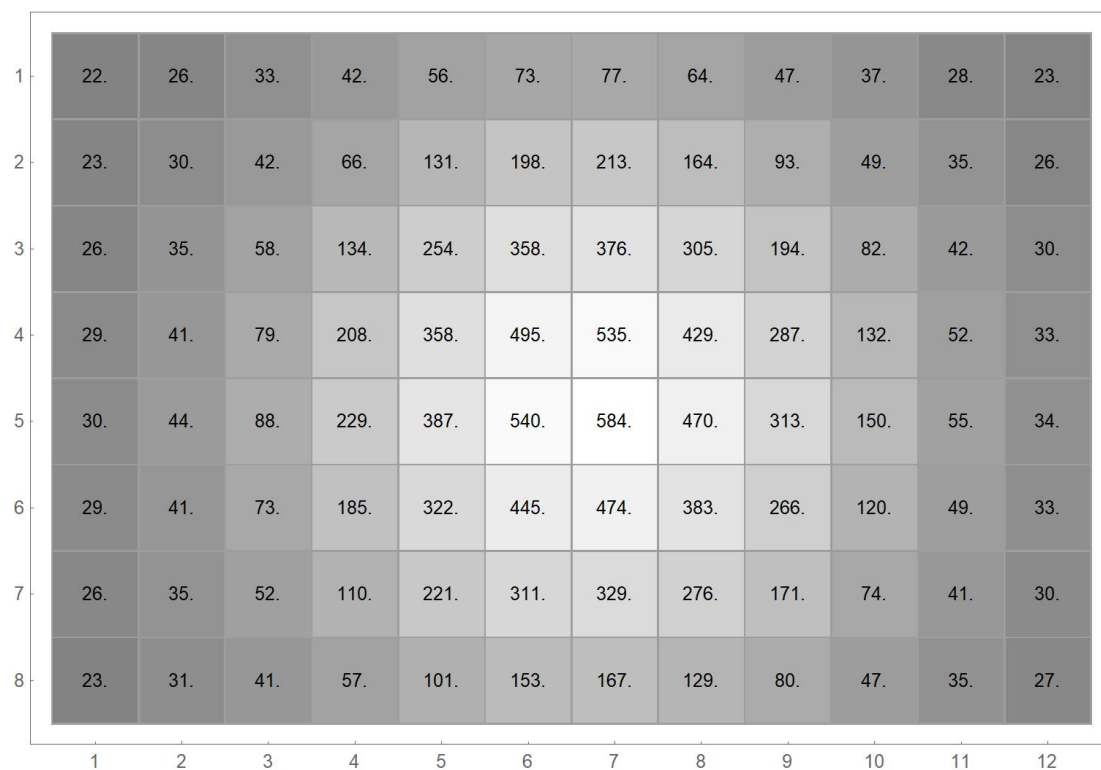 1 22. 26. 33. 42. 56. 73. 77. 64. 47. 37. 28. 23.
2 23. 30. 42. 66. 131. 198. 213. 164. 93. 49. 35. 26.
3 26. 35. 58. 134. 254. 358. 376. 305. 194. 82. 42. 30.
4 29. 41. 79. 208. 358. 495. 535. 429. 287. 132. 52. 33.
5 30. 44. 88. 229. 387. 540. 584. 470. 313. 150. 55. 34.
6 29. 41. 73. 185. 322. 445. 474. 383. 266. 120. 49. 33.
7 26. 35. 52. 110. 221. 311. 329. 276. 171. 74. 41. 30.
8 23. 31. 41. 57. 101. 153. 167. 129. 80. 47. 35. 27.
1 2 3 4 5 6 7 8 9 10 11 12